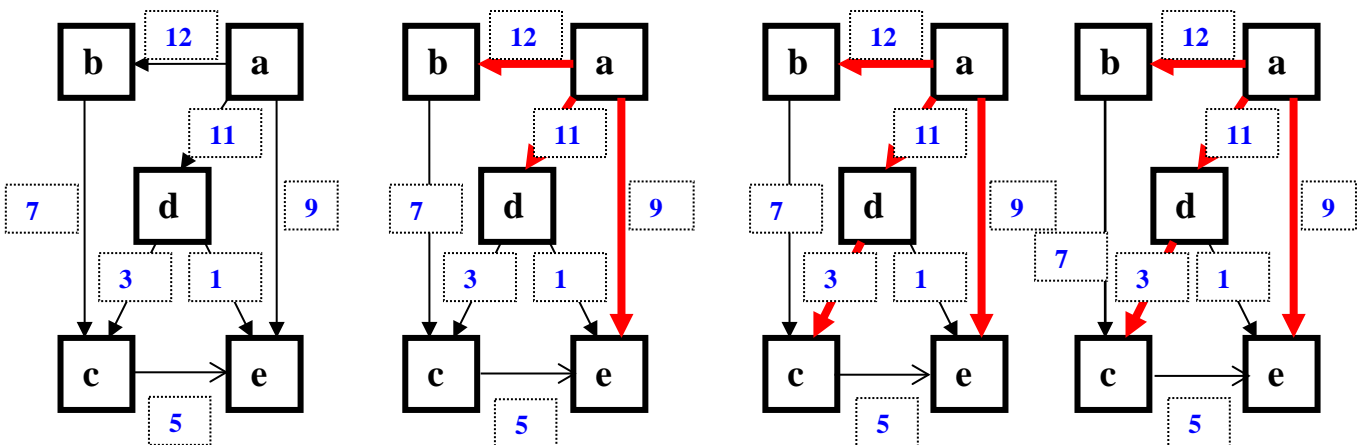 12 12 12 12
b a b a b a b a
11 11 11 11
7 d 9 7 d 9 7 d 9 7 d 9
3 1 3 1 3 1 3 1
c e c e c e c e
5 5 5 5